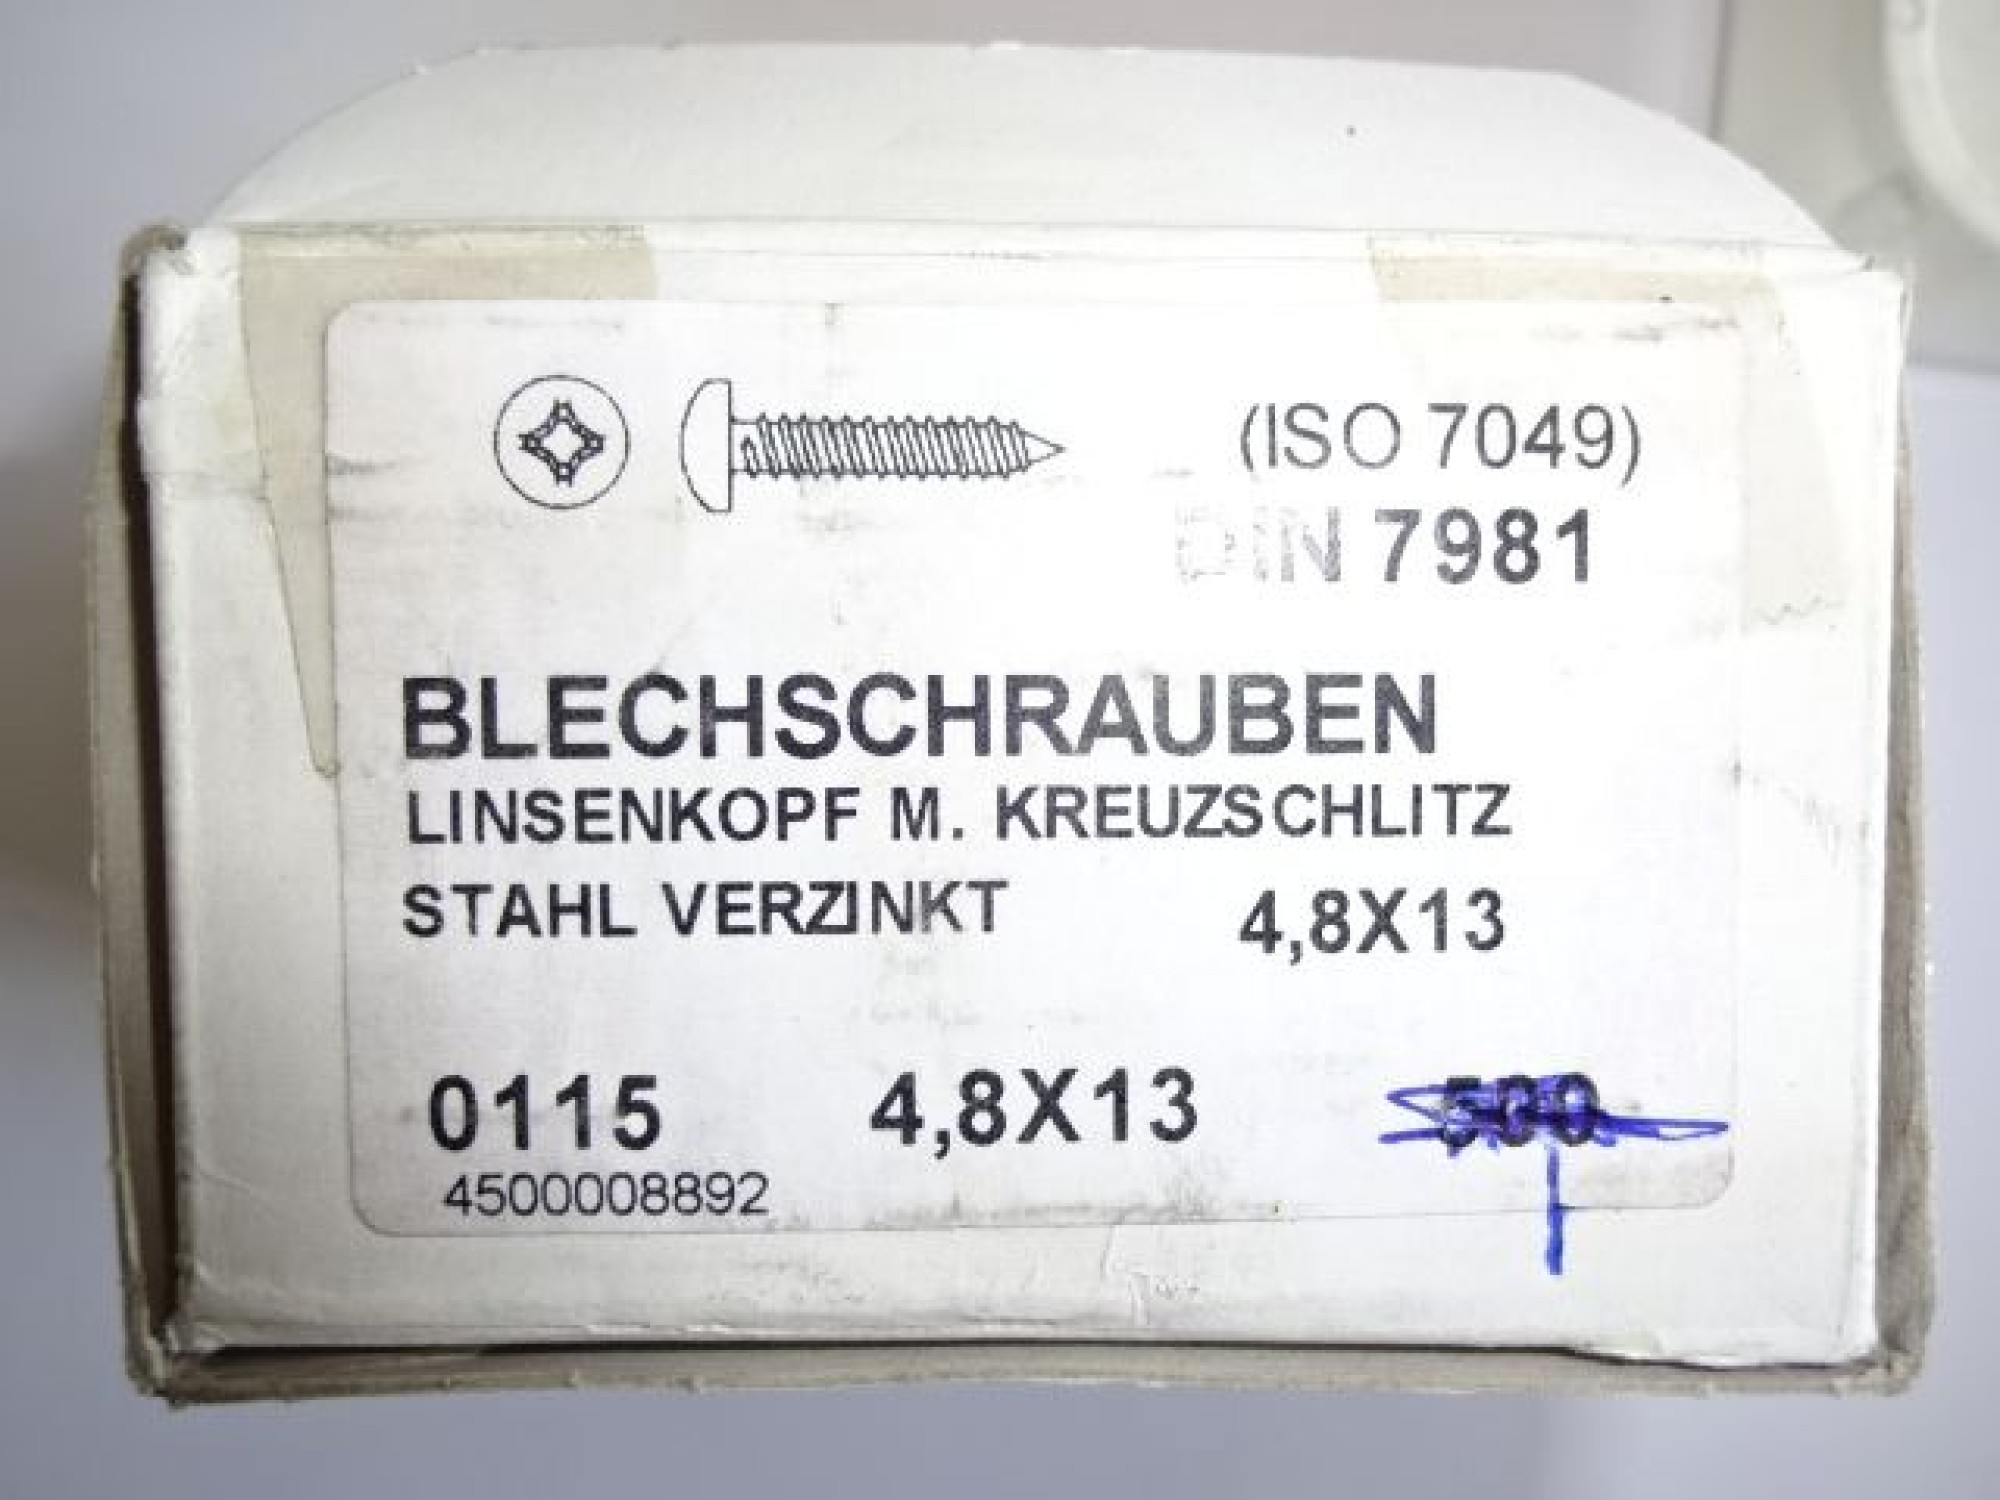 (ISO 7049)
DIN 7981
BLECHSCHRAUBEN
LINSENKOPF M. KREUZSCHLITZ
STAHL VERZINKT 4,8X13
0115 4,8X13
4500008892